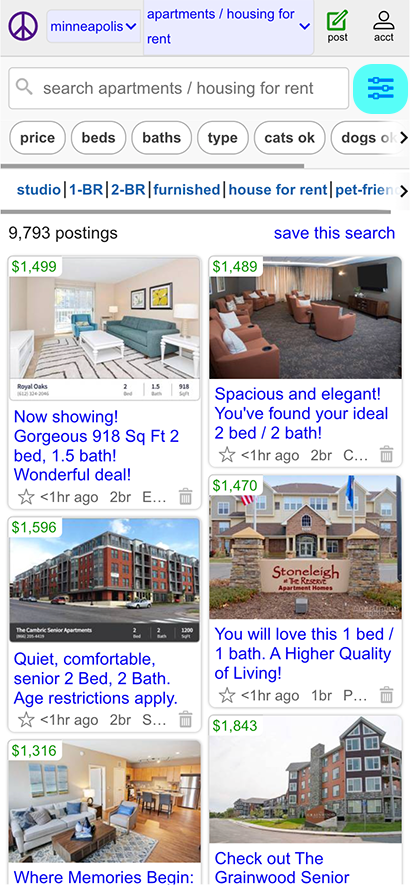 minneapolis
apartments / housing for
rent
post
acct
search apartments / housing for rent
price
beds
baths
type
cats ok
dogs ok
studio|1-BR|2-BR|furnished|house for rent|pet-frien
9,793 postings
save this search
$1,499
Royal Oaks
2
1.5
918
Bed
Bath
SqFt
Now showing!
Gorgeous 918 Sq Ft 2
bed, 1.5 bath!
Wonderful deal!
<1hr ago 2br E...
$1,489
Spacious and elegant!
You've found your ideal
2 bed / 2 bath!
<1hr ago 2br C...
$1,596
The Cambric Senior Apartments
2
2
1200
Bed
Bath
SqFt
Quiet, comfortable,
senior 2 Bed, 2 Bath.
Age restrictions apply.
<1hr ago 2br S...
$1,470
Stoneleigh
AT THE RESERVE
Apartment Homes
You will love this 1 bed /
1 bath. A Higher Quality
of Living!
<1hr ago 1br P...
$1,316
Where Memories Begin:
$1,843
Check out The
Grainwood Senior